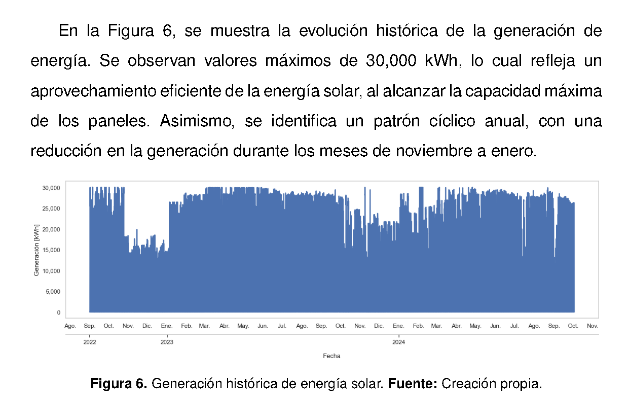 En la Figura 6, se muestra la evolución histórica de la generación de
energía. Se observan valores máximos de 30,000 kWh, lo cual refleja un
aprovechamiento eficiente de la energía solar, al alcanzar la capacidad máxima
de los paneles. Asimismo, se identifica un patrón cíclico anual, con una
reducción en la generación durante los meses de noviembre a enero.
Generación [kWh]
30,000
25,000
20,000
15,000
10,000
5,000
0
Ago. Sep. Oct. Nov. Dic. Ene. Feb. Mar. Abr. May. Jun. Jul. Ago. Sep. Oct. Nov. Dic. Ene. Feb. Mar. Abr. May. Jun. Jul. Ago. Sep. Oct. Nov.
2022 2023 2024
Fecha
Figura 6. Generación histórica de energía solar. Fuente: Creación propia.